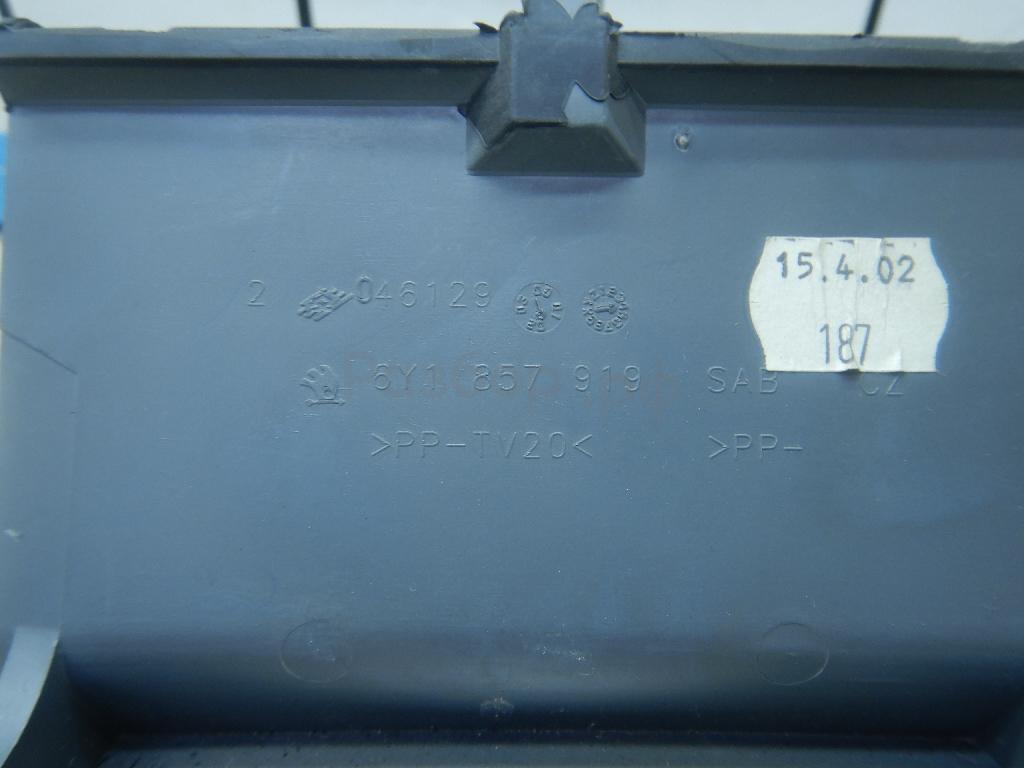 15.4.02
187
2 046129
6Y1 857 919 SAB CZ
>PP-TV20< >PP-